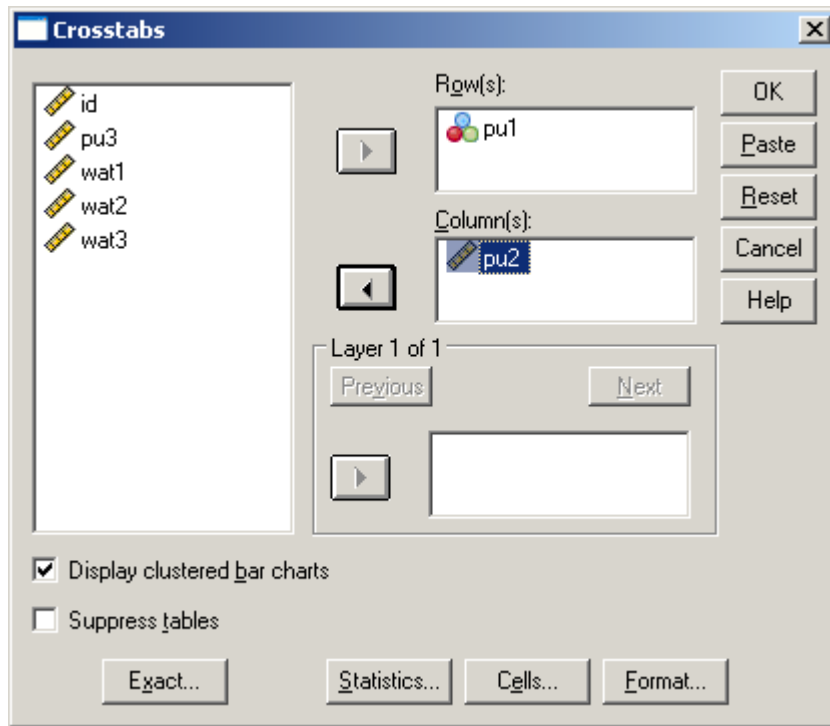 Crosstabs
id
pu3
wat1
wat2
wat3
Row(s):
pu1
Column(s):
pu2
Layer 1 of 1
Previous
Next
OK
Paste
Reset
Cancel
Help
Display clustered bar charts
Suppress tables
Exact...
Statistics...
Cells...
Format...